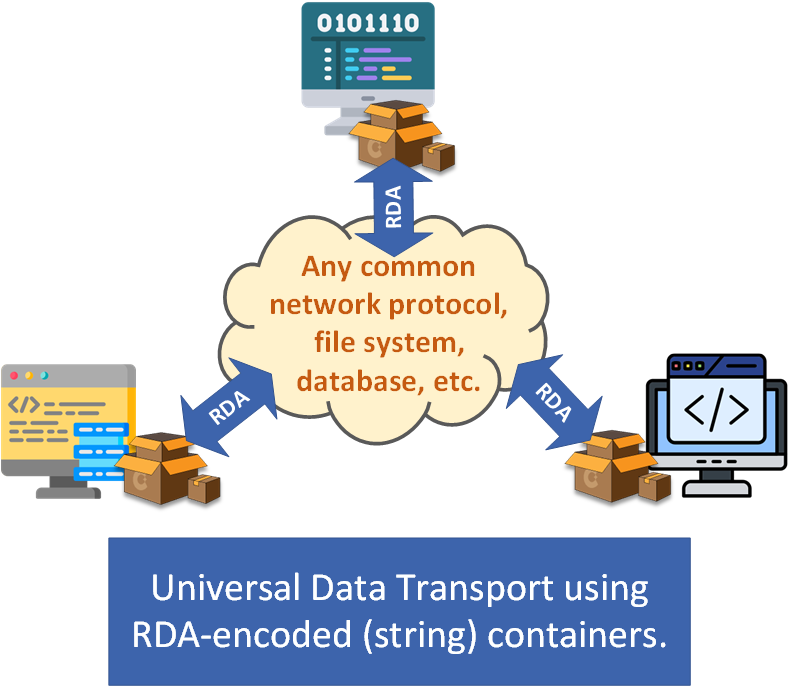 0101110
RDA
Any common
network protocol,
file system,
database, etc.
RDA
RDA
</>
</>
Universal Data Transport using
RDA-encoded (string) containers.